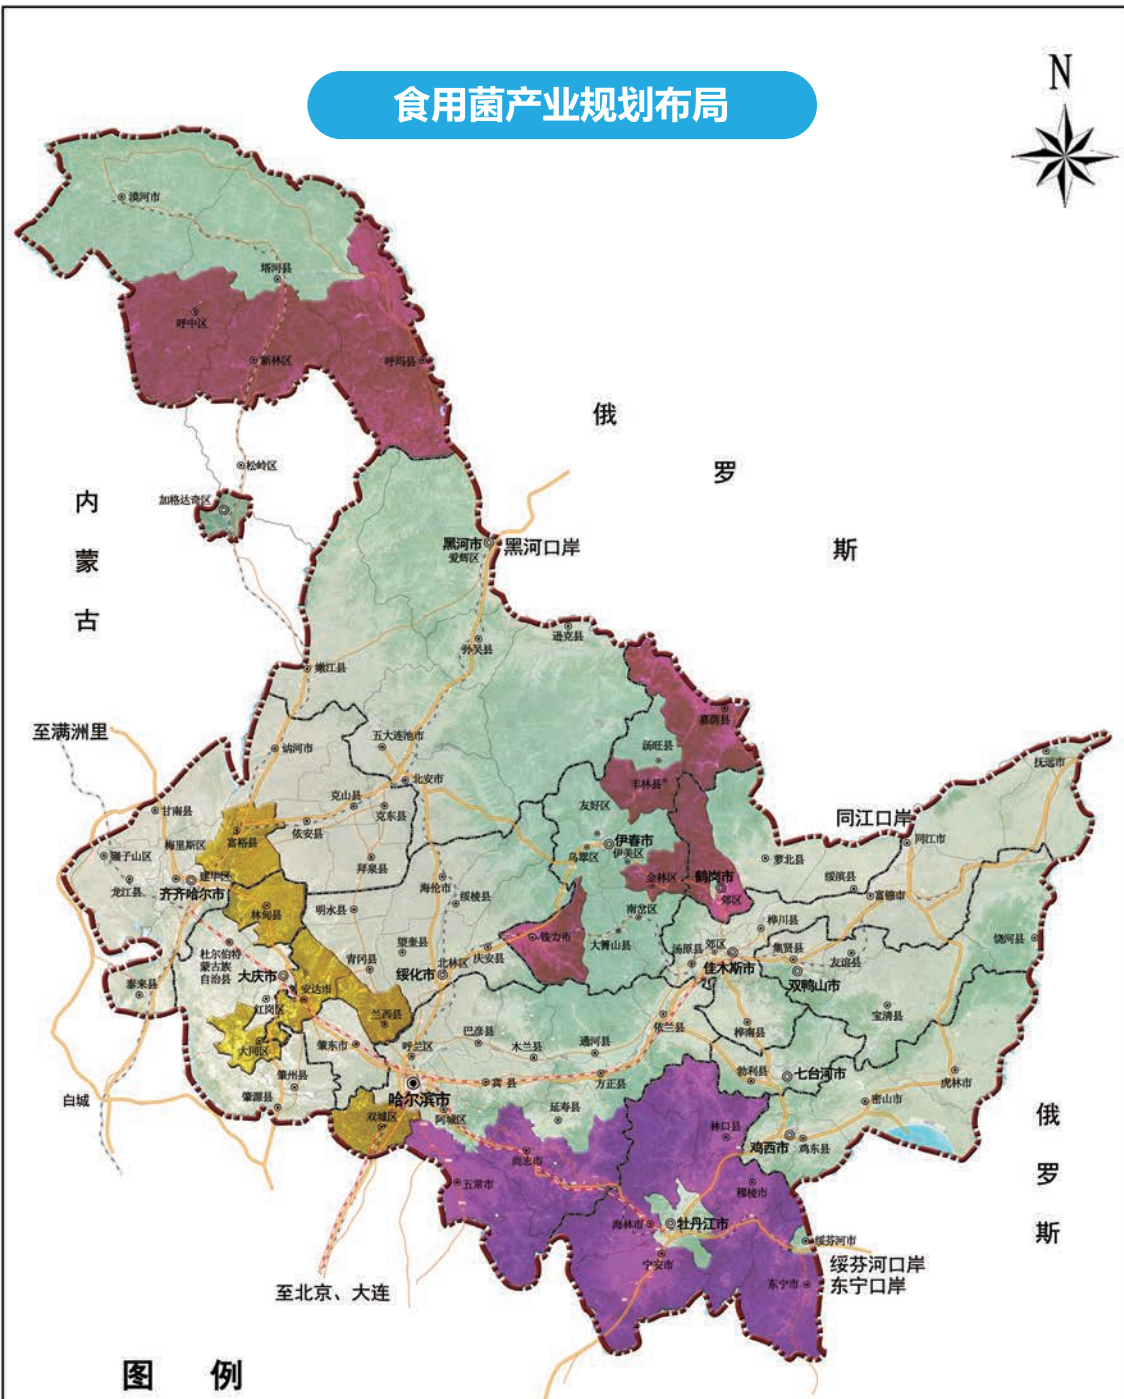 食用菌产业规划布局
N
漠河市
塔河县
呼中区
新林区
呼玛县
俄
罗
斯
松岭区
加格达奇区
内
蒙
古
黑河市
爱辉区
黑河口岸
逊克县
孙吴县
嫩江县
嘉荫县
至满洲里
讷河市
五大连池市
汤旺县
北安市
丰林县
抚远市
甘南县
克山县
克东县
友好区
同江口岸
富裕县
依安县
伊春市
同江市
梅里斯区
碾子山区
乌翠区
伊美区
萝北县
拜泉县
建华区
龙江县
齐齐哈尔市
海伦市
金林区
鹤岗市
绥滨县
绥棱县
郊区
富锦市
林甸县
明水县
南岔区
桦川县
杜尔伯特
蒙古族
自治县
望奎县
铁力市
大箐山县
汤原县
郊区
集贤县
饶河县
青冈县
庆安县
友谊县
大庆市
绥化市
北林区
佳木斯市
双鸭山市
泰来县
安达市
红岗区
兰西县
依兰县
宝清县
大同区
肇东市
呼兰区
巴彦县
木兰县
通河县
桦南县
肇州县
哈尔滨市
宾县
方正县
勃利县
七台河市
虎林市
白城
肇源县
双城区
阿城区
延寿县
密山市
林口县
鸡西市
鸡东县
俄
罗
斯
尚志市
五常市
穆棱市
海林市
牡丹江市
绥芬河市
宁安市
绥芬河口岸
东宁市
东宁口岸
至北京、大连
图 例